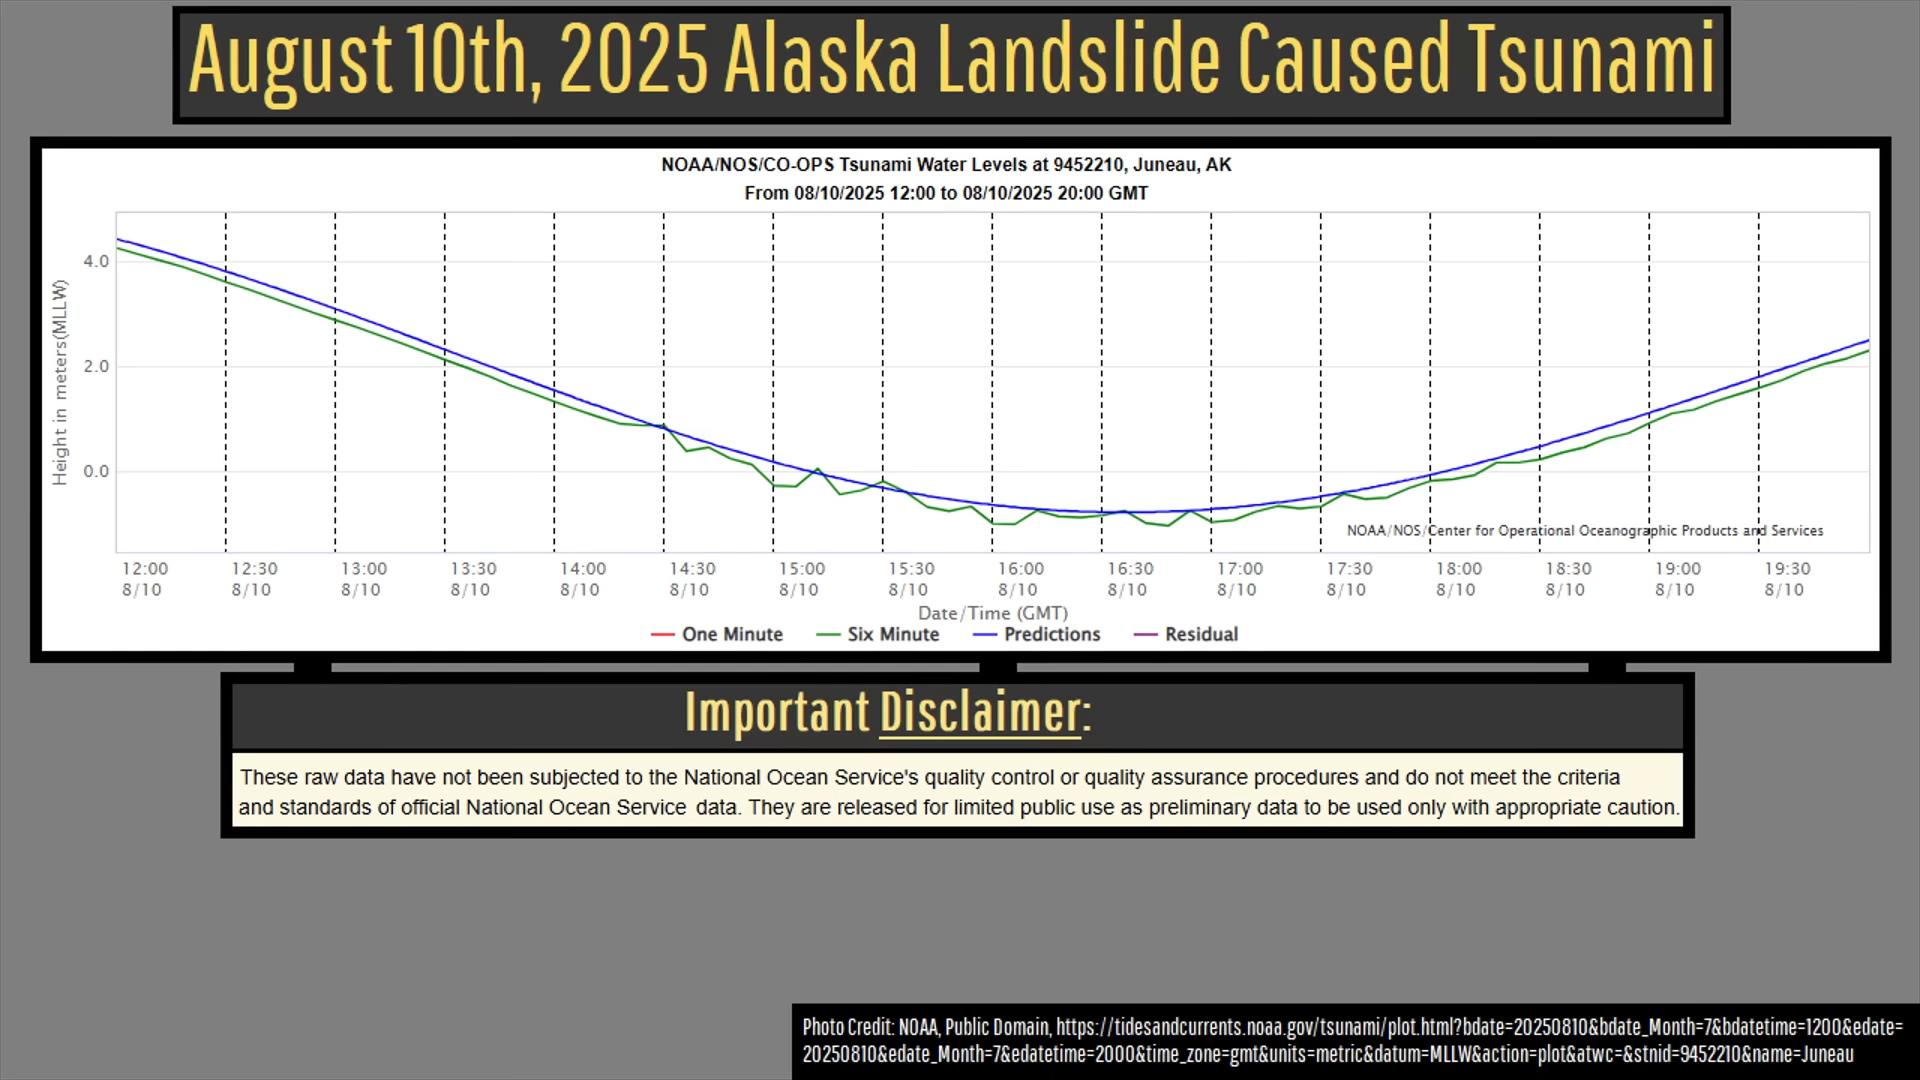 August 10th, 2025 Alaska Landslide Caused Tsunami
NOAA/NOS/CO-OPS Tsunami Water Levels at 9452210, Juneau, AK
From 08/10/2025 12:00 to 08/10/2025 20:00 GMT
Height in meters(MLLW)
4.0
2.0
0.0
NOAA/NOS/Center for Operational Oceanographic Products and Services
12:00 12:30 13:00 13:30 14:00 14:30 15:00 15:30 16:00 16:30 17:00 17:30 18:00 18:30 19:00 19:30
8/10 8/10 8/10 8/10 8/10 8/10 8/10 8/10 8/10 8/10 8/10 8/10 8/10 8/10 8/10 8/10
Date/Time (GMT)
One Minute Six Minute Predictions Residual
Important Disclaimer:
These raw data have not been subjected to the National Ocean Service's quality control or quality assurance procedures and do not meet the criteria
and standards of official National Ocean Service data. They are released for limited public use as preliminary data to be used only with appropriate caution.
Photo Credit: NOAA, Public Domain, https://tidesandcurrents.noaa.gov/tsunami/plot.html?bdate=20250810&bdate_Month=7&bdatetime=1200&edate=
20250810&edate_Month=7&edatetime=2000&time_zone=gmt&units=metric&datum=MLLW&action=plot&atwc=&stnid=9452210&name=Juneau